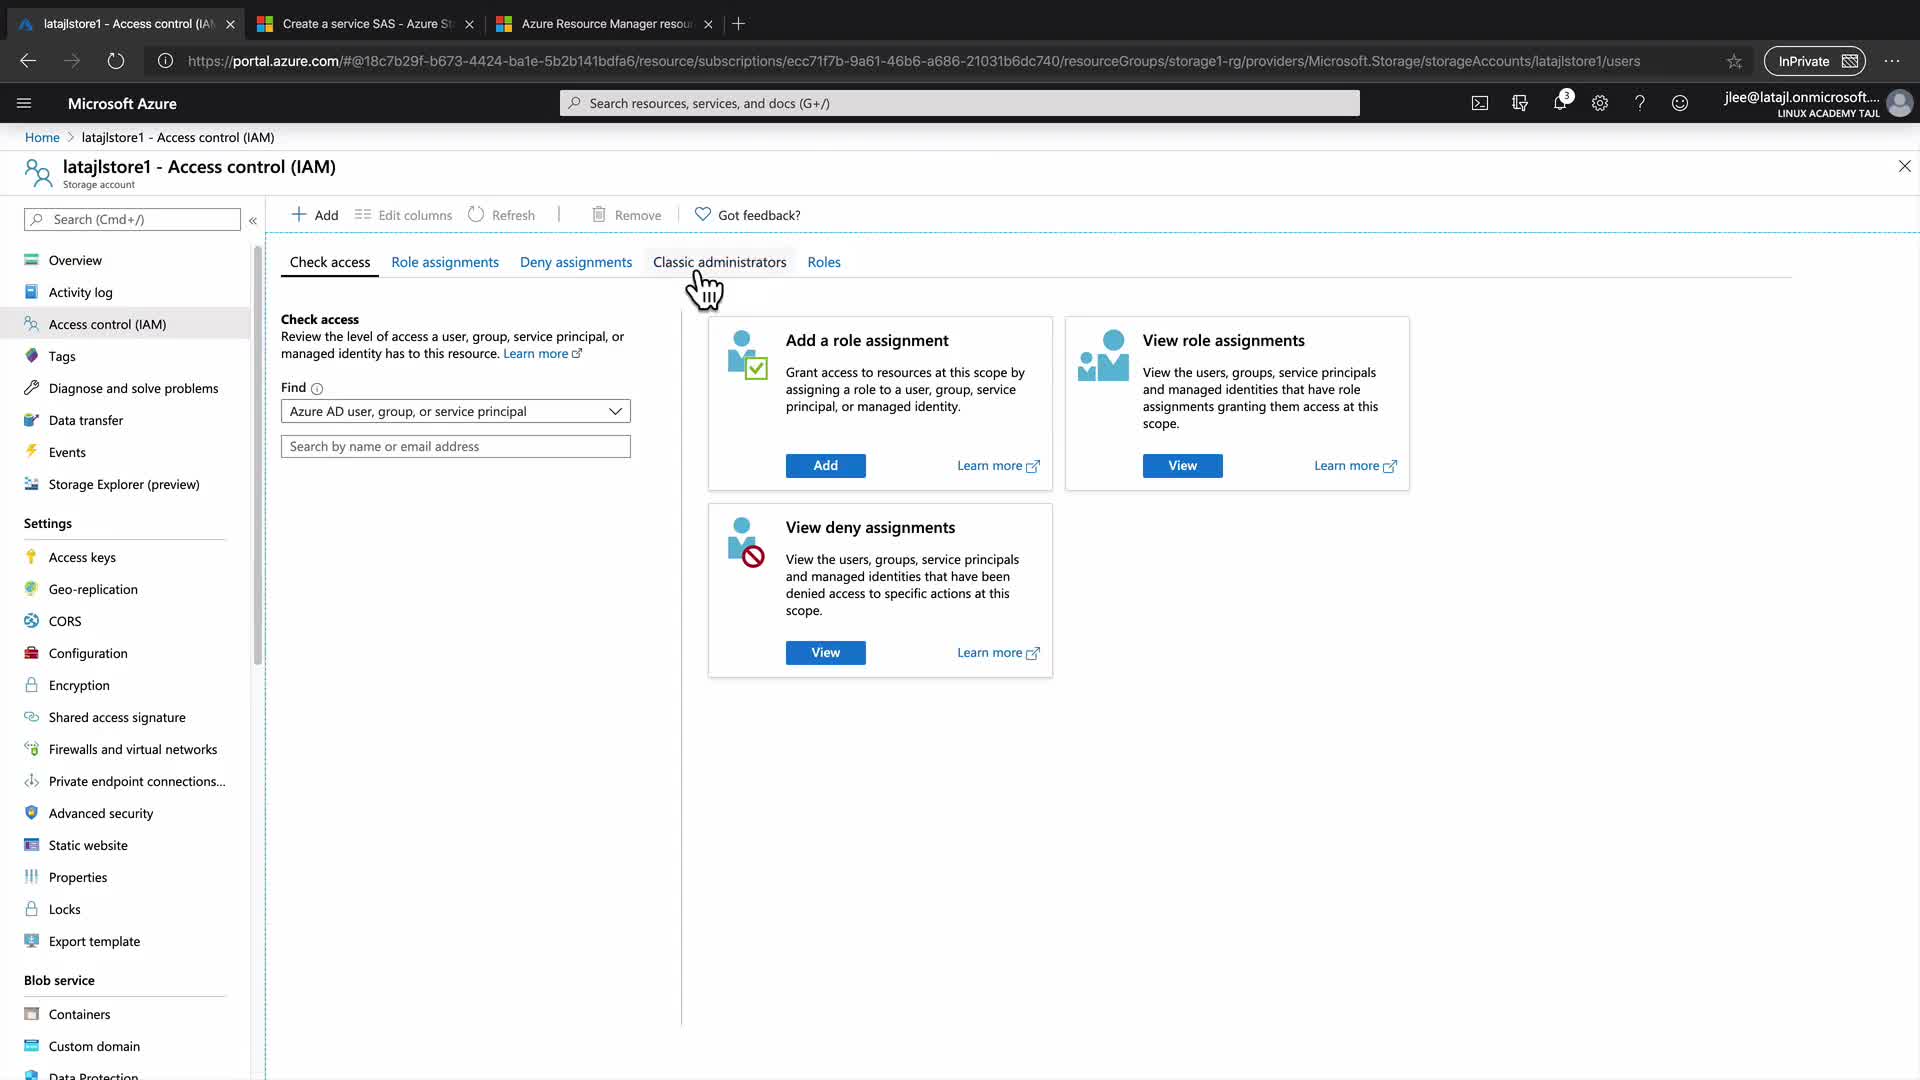 latajlstore1 - Access control (IAM
Create a service SAS - Azure St
Azure Resource Manager resour
https://portal.azure.com/#@18c7b29f-b673-4424-ba1e-5b2b141bdfa6/resource/subscriptions/ecc71f7b-9a61-46b6-a686-21031b6dc740/resourceGroups/storage1-rg/providers/Microsoft.Storage/storageAccounts/latajlstore1/users
InPrivate
Microsoft Azure
Search resources, services, and docs (G+/)
3
jlee@latajl.onmicrosoft....
LINUX ACADEMY TAJL
Home > latajlstore1 - Access control (IAM)
latajlstore1 - Access control (IAM)
Storage account
Search (Cmd+/)
Overview
Activity log
Access control (IAM)
Tags
Diagnose and solve problems
Data transfer
Events
Storage Explorer (preview)
Settings
Access keys
Geo-replication
CORS
Configuration
Encryption
Shared access signature
Firewalls and virtual networks
Private endpoint connections...
Advanced security
Static website
Properties
Locks
Export template
Blob service
Containers
Custom domain
Data Protection
Add
Edit columns
Refresh
Remove
Got feedback?
Check access
Role assignments
Deny assignments
Classic administrators
Roles
Check access
Review the level of access a user, group, service principal, or
managed identity has to this resource. Learn more
Find
Azure AD user, group, or service principal
Search by name or email address
Add a role assignment
Grant access to resources at this scope by
assigning a role to a user, group, service
principal, or managed identity.
Add
Learn more
View role assignments
View the users, groups, service principals
and managed identities that have role
assignments granting them access at this
scope.
View
Learn more
View deny assignments
View the users, groups, service principals
and managed identities that have been
denied access to specific actions at this
scope.
View
Learn more